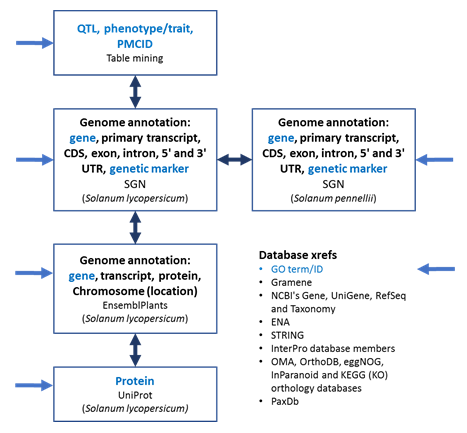 QTL, phenotype/trait,
PMCID
Table mining
Genome annotation:
gene, primary transcript,
CDS, exon, intron, 5' and 3'
UTR, genetic marker
SGN
(Solanum lycopersicum)
Genome annotation:
gene, primary transcript,
CDS, exon, intron, 5' and 3'
UTR, genetic marker
SGN
(Solanum pennellii)
Genome annotation:
gene, transcript, protein,
Chromosome (location)
EnsemblPlants
(Solanum lycopersicum)
Protein
UniProt
(Solanum lycopersicum)
Database xrefs
• GO term/ID
• Gramene
• NCBI's Gene, UniGene, RefSeq
and Taxonomy
• ENA
• STRING
• InterPro database members
• OMA, OrthoDB, eggNOG,
InParanoid and KEGG (KO)
orthology databases
• PaxDb